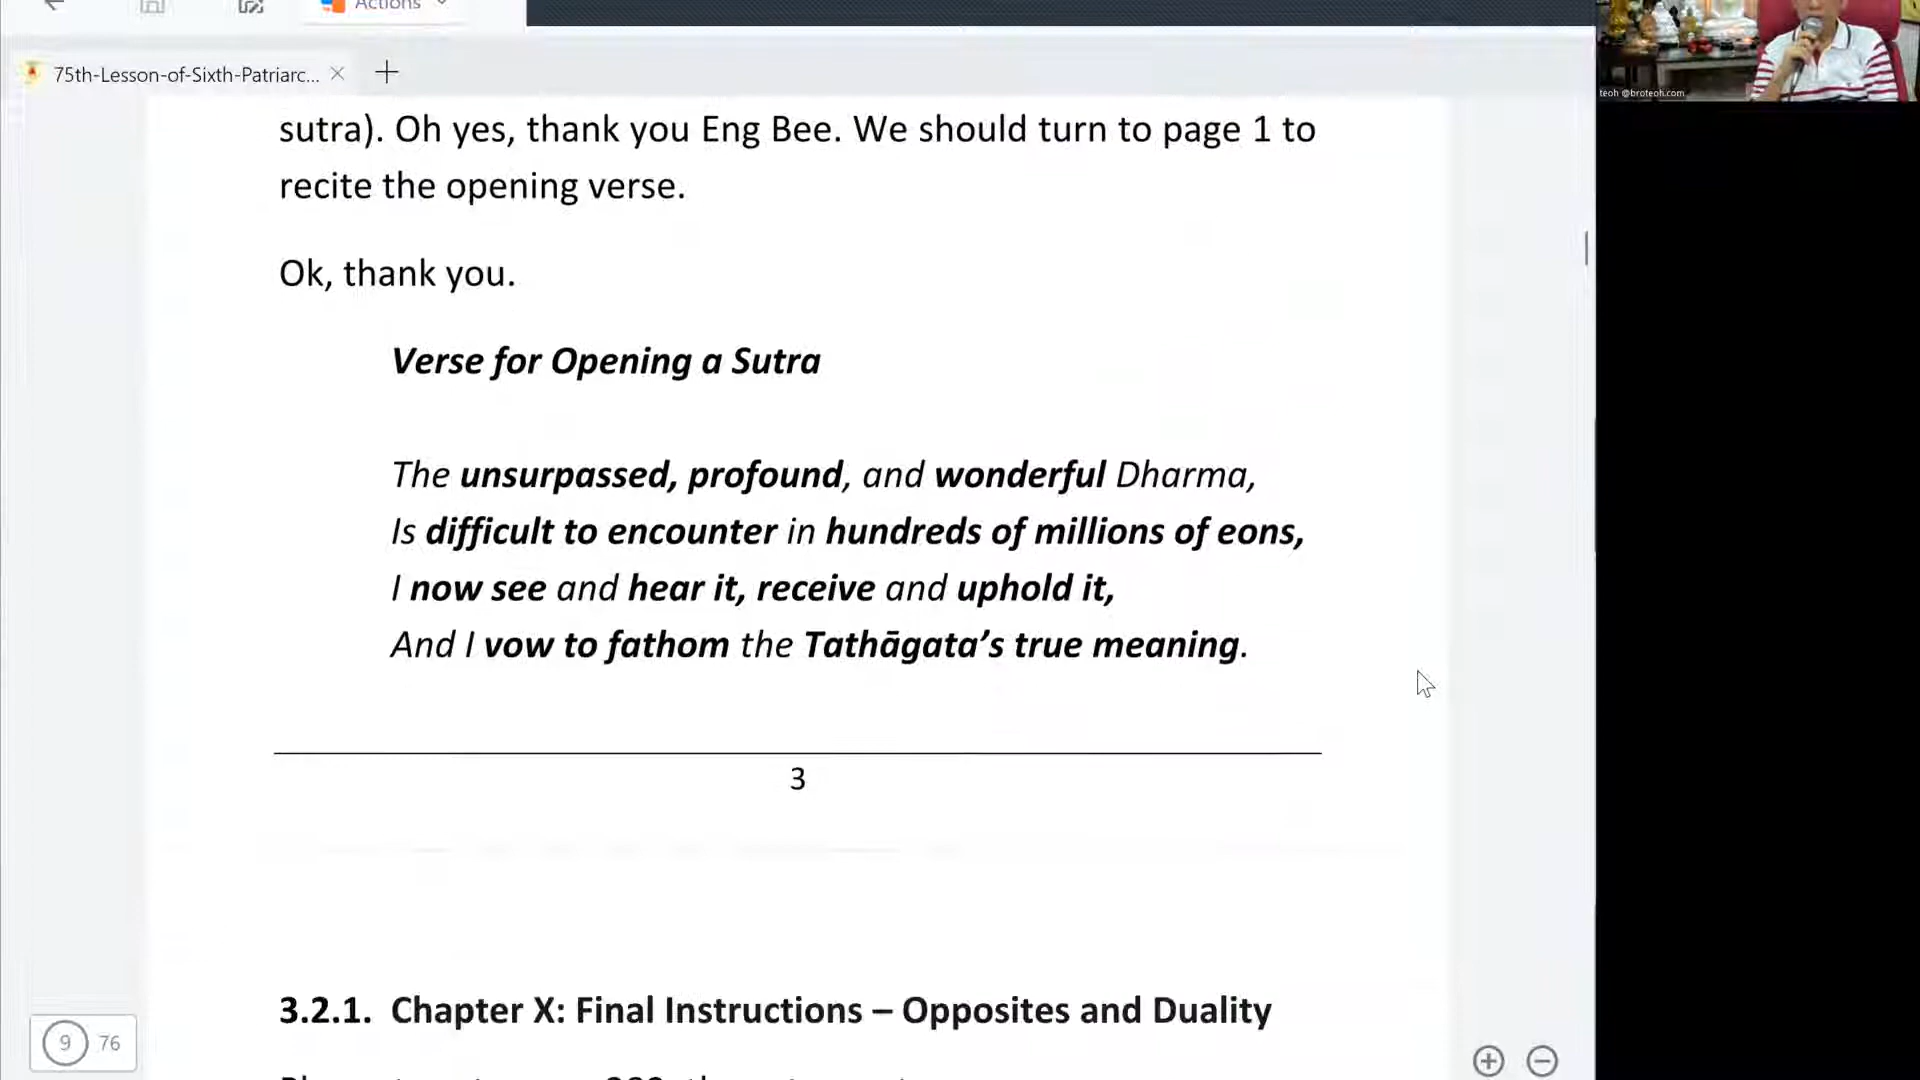 Actions
75th-Lesson-of-Sixth-Patriarc...
teoh @broteoh.com
sutra). Oh yes, thank you Eng Bee. We should turn to page 1 to
recite the opening verse.
Ok, thank you.
Verse for Opening a Sutra
The unsurpassed, profound, and wonderful Dharma,
Is difficult to encounter in hundreds of millions of eons,
I now see and hear it, receive and uphold it,
And I vow to fathom the Tathāgata’s true meaning.
3
3.2.1. Chapter X: Final Instructions – Opposites and Duality
9 76